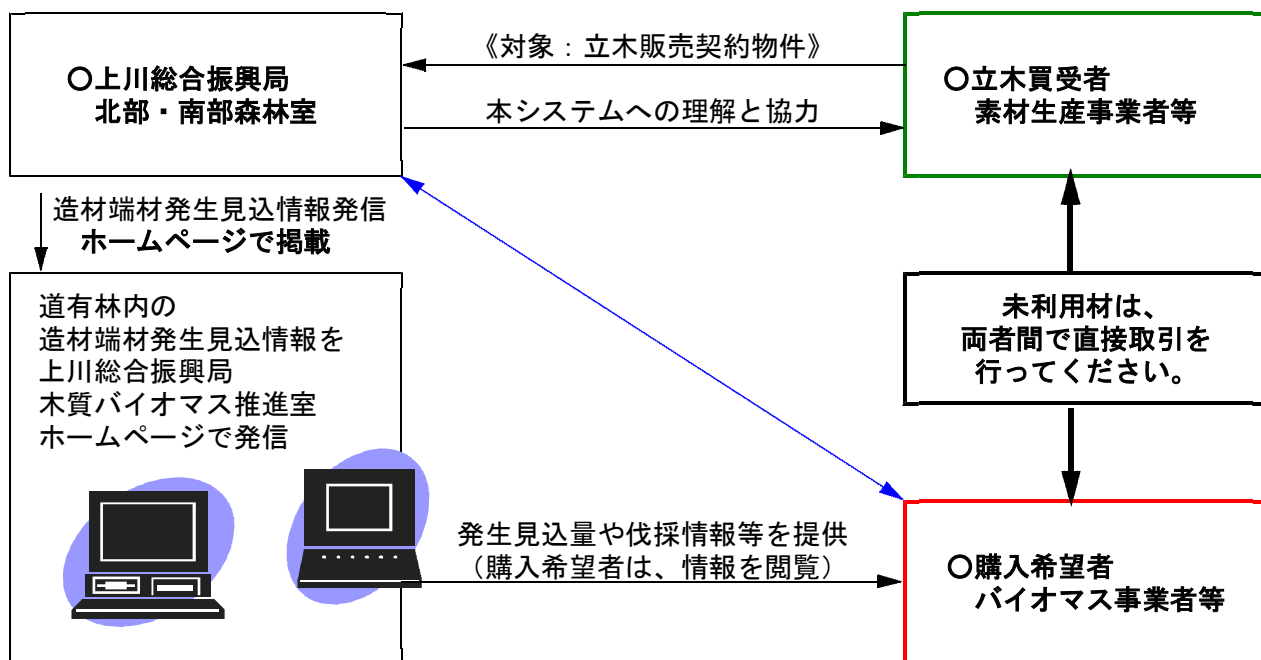 ○上川総合振興局
北部・南部森林室
《対象：立木販売契約物件》
本システムへの理解と協力
○立木買受者
素材生産事業者等
造材端材発生見込情報発信
ホームページで掲載
道有林内の
造材端材発生見込情報を
上川総合振興局
木質バイオマス推進室
ホームページで発信
未利用材は、
両者間で直接取引を
行ってください。
発生見込量や伐採情報等を提供
（購入希望者は、情報を閲覧）
○購入希望者
バイオマス事業者等